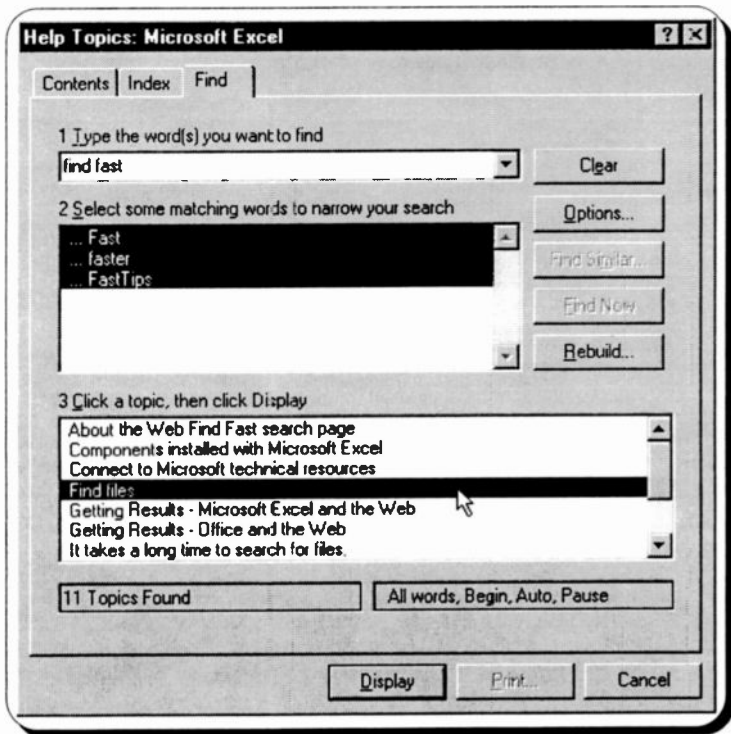 Help Topics: Microsoft Excel
Contents Index Find
1 Type the word(s) you want to find
find fast
Clear
2 Select some matching words to narrow your search
Options...
... Fast
... faster
... FastTips
Find Similar...
Find Now
Rebuild...
3 Click a topic, then click Display
About the Web Find Fast search page
Components installed with Microsoft Excel
Connect to Microsoft technical resources
Find files
Getting Results - Microsoft Excel and the Web
Getting Results - Office and the Web
It takes a long time to search for files.
11 Topics Found
All words, Begin, Auto, Pause
Display Print... Cancel